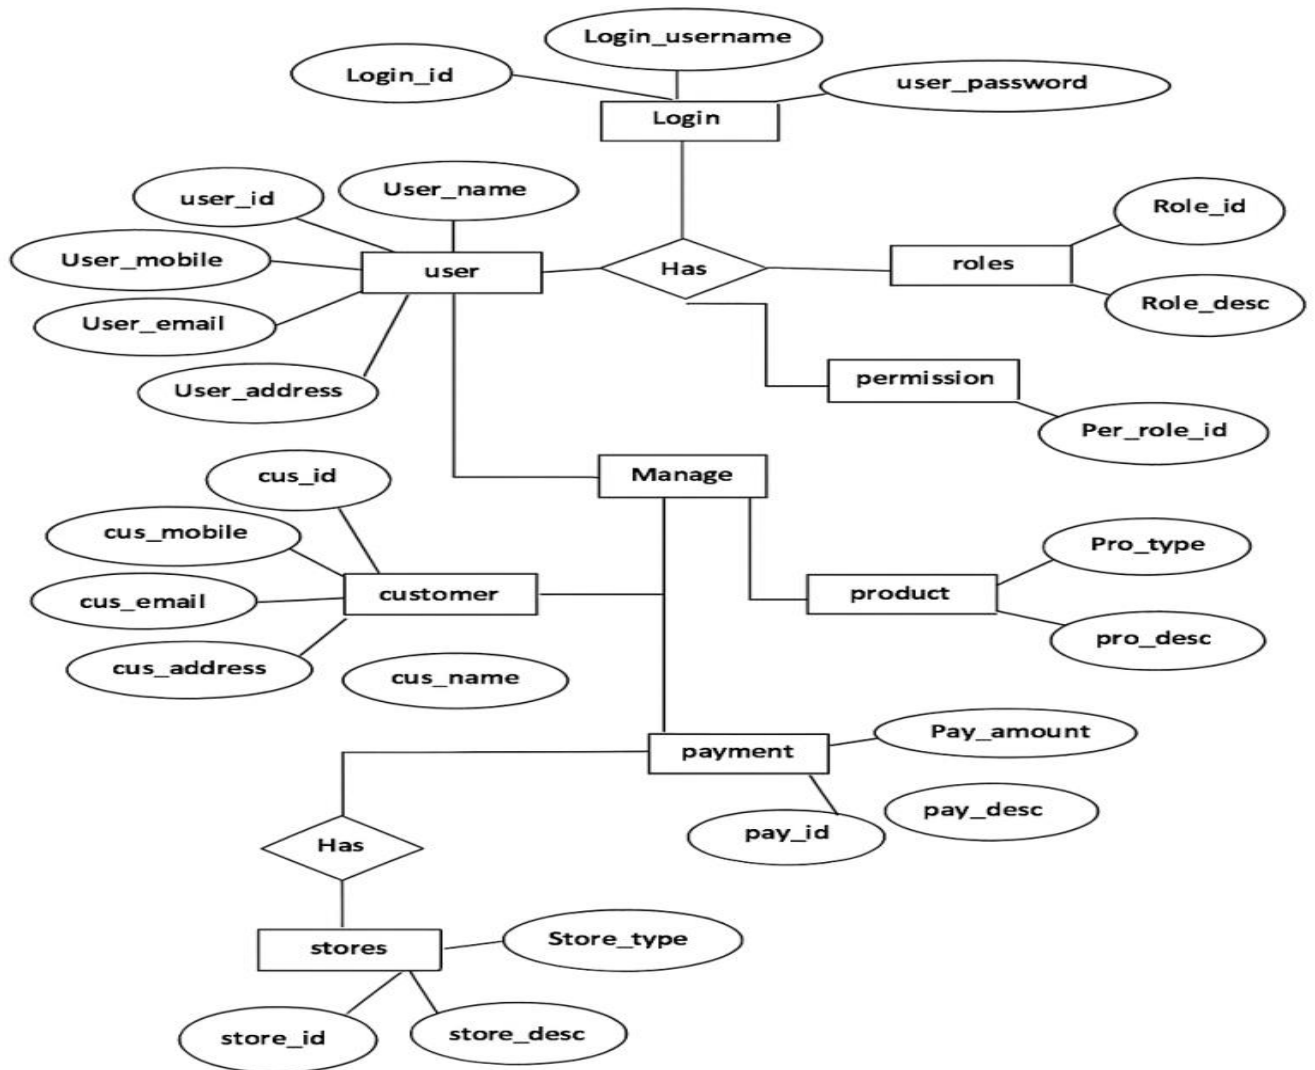 Login_username
Login_id
user_password
Login
user_id
User_name
Role_id
User_mobile
user
Has
roles
User_email
Role_desc
User_address
permission
Per_role_id
cus_id
Manage
cus_mobile
Pro_type
cus_email
customer
product
cus_address
cus_name
pro_desc
payment
Pay_amount
pay_id
pay_desc
Has
stores
Store_type
store_id
store_desc